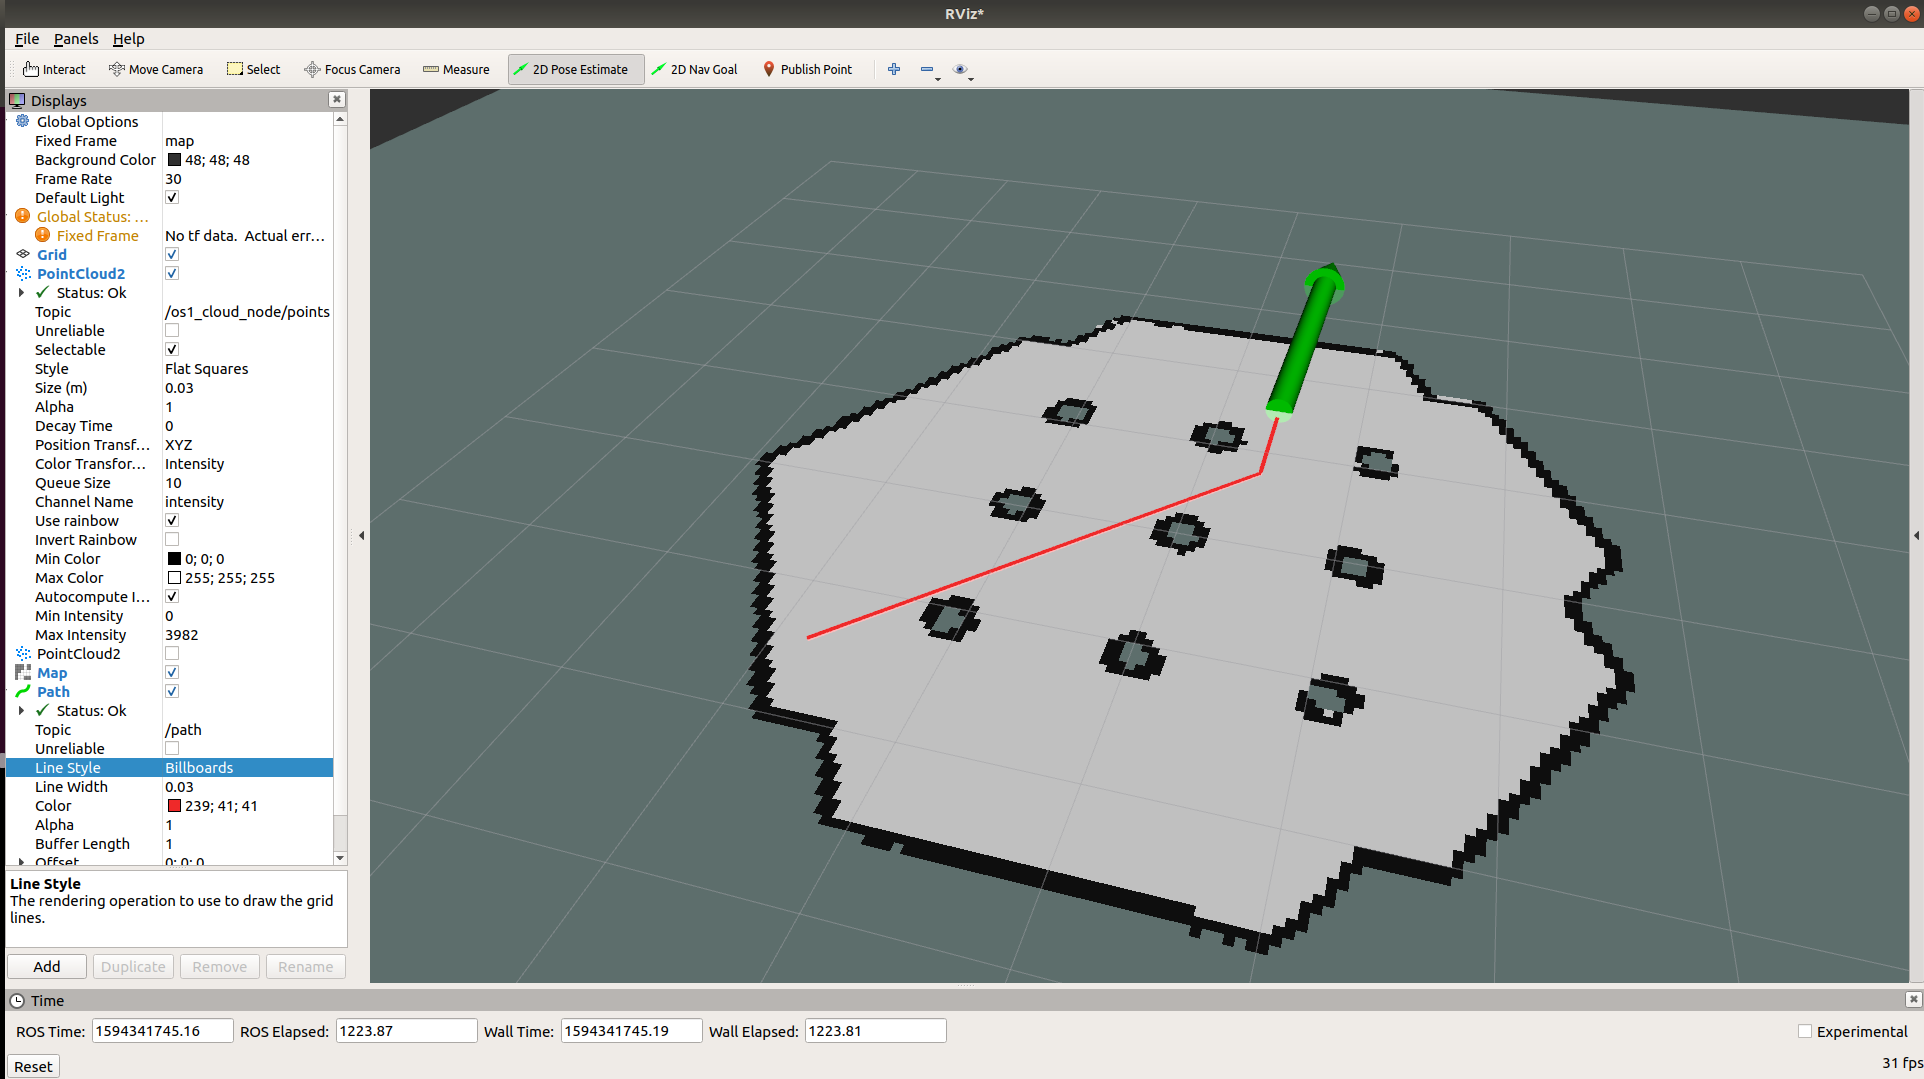 RViz*
File Panels Help
Interact Move Camera Select Focus Camera Measure 2D Pose Estimate 2D Nav Goal Publish Point
Displays
Global Options
Fixed Frame map
Background Color 48; 48; 48
Frame Rate 30
Default Light
Global Status: ...
Fixed Frame No tf data. Actual err...
Grid
PointCloud2
Status: Ok
Topic /os1_cloud_node/points
Unreliable
Selectable
Style Flat Squares
Size (m) 0.03
Alpha 1
Decay Time 0
Position Transf... XYZ
Color Transfor... Intensity
Queue Size 10
Channel Name intensity
Use rainbow
Invert Rainbow
Min Color 0; 0; 0
Max Color 255; 255; 255
Autocompute I...
Min Intensity 0
Max Intensity 3982
PointCloud2
Map
Path
Status: Ok
Topic /path
Unreliable
Line Style Billboards
Line Width 0.03
Color 239; 41; 41
Alpha 1
Buffer Length 1
Offset 0; 0; 0
Line Style
The rendering operation to use to draw the grid
lines.
Add Duplicate Remove Rename
Time
ROS Time: 1594341745.16 ROS Elapsed: 1223.87 Wall Time: 1594341745.19 Wall Elapsed: 1223.81 Experimental
Reset 31 fps